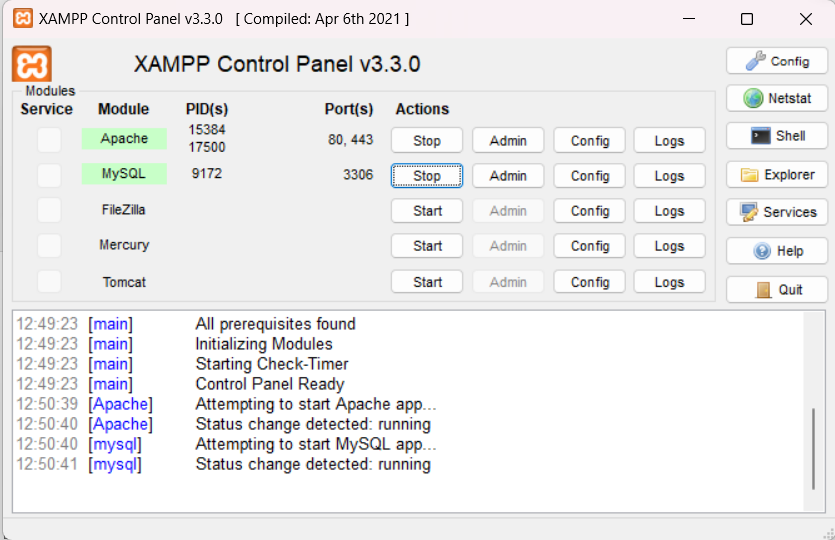 XAMPP Control Panel v3.3.0 [ Compiled: Apr 6th 2021 ]
XAMPP Control Panel v3.3.0
Config
Modules
Service Module PID(s) Port(s) Actions
Netstat
Apache 15384 17500 80, 443 Stop Admin Config Logs
Shell
MySQL 9172 3306 Stop Admin Config Logs
Explorer
FileZilla Start Admin Config Logs
Services
Mercury Start Admin Config Logs
Help
Tomcat Start Admin Config Logs
Quit
12:49:23 [main] All prerequisites found
12:49:23 [main] Initializing Modules
12:49:23 [main] Starting Check-Timer
12:49:23 [main] Control Panel Ready
12:50:39 [Apache] Attempting to start Apache app...
12:50:40 [Apache] Status change detected: running
12:50:40 [mysql] Attempting to start MySQL app...
12:50:41 [mysql] Status change detected: running